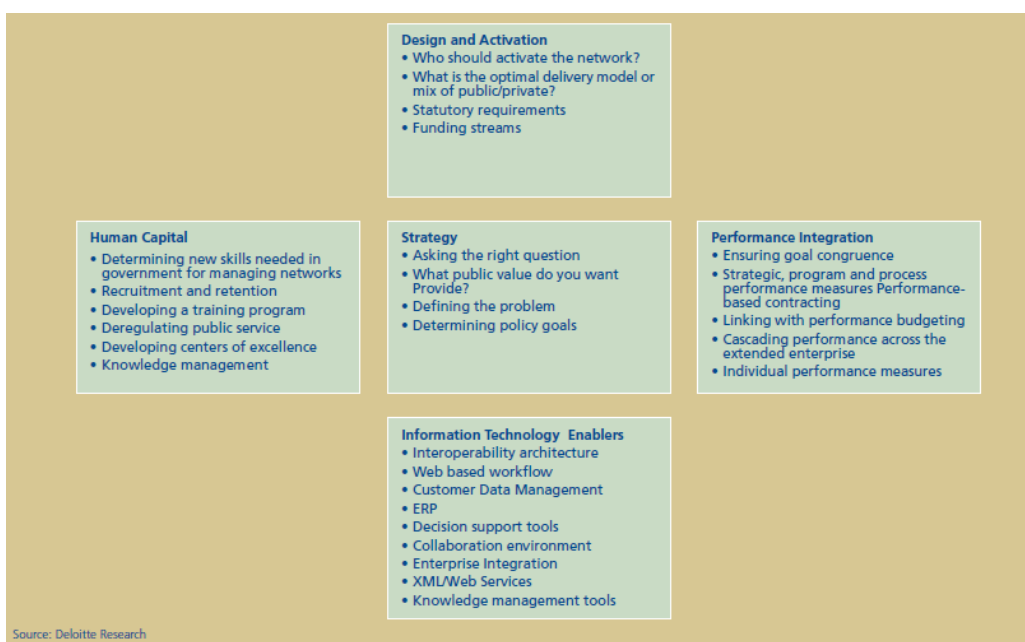 Design and Activation
• Who should activate the network?
• What is the optimal delivery model or
mix of public/private?
• Statutory requirements
• Funding streams
Human Capital
• Determining new skills needed in
government for managing networks
• Recruitment and retention
• Developing a training program
• Deregulating public service
• Developing centers of excellence
• Knowledge management
Strategy
• Asking the right question
• What public value do you want
Provide?
• Defining the problem
• Determining policy goals
Performance Integration
• Ensuring goal congruence
• Strategic, program and process
performance measures Performance-
based contracting
• Linking with performance budgeting
• Cascading performance across the
extended enterprise
• Individual performance measures
Information Technology Enablers
• Interoperability architecture
• Web based workflow
• Customer Data Management
• ERP
• Decision support tools
• Collaboration environment
• Enterprise Integration
• XML/Web Services
• Knowledge management tools
Source: Deloitte Research